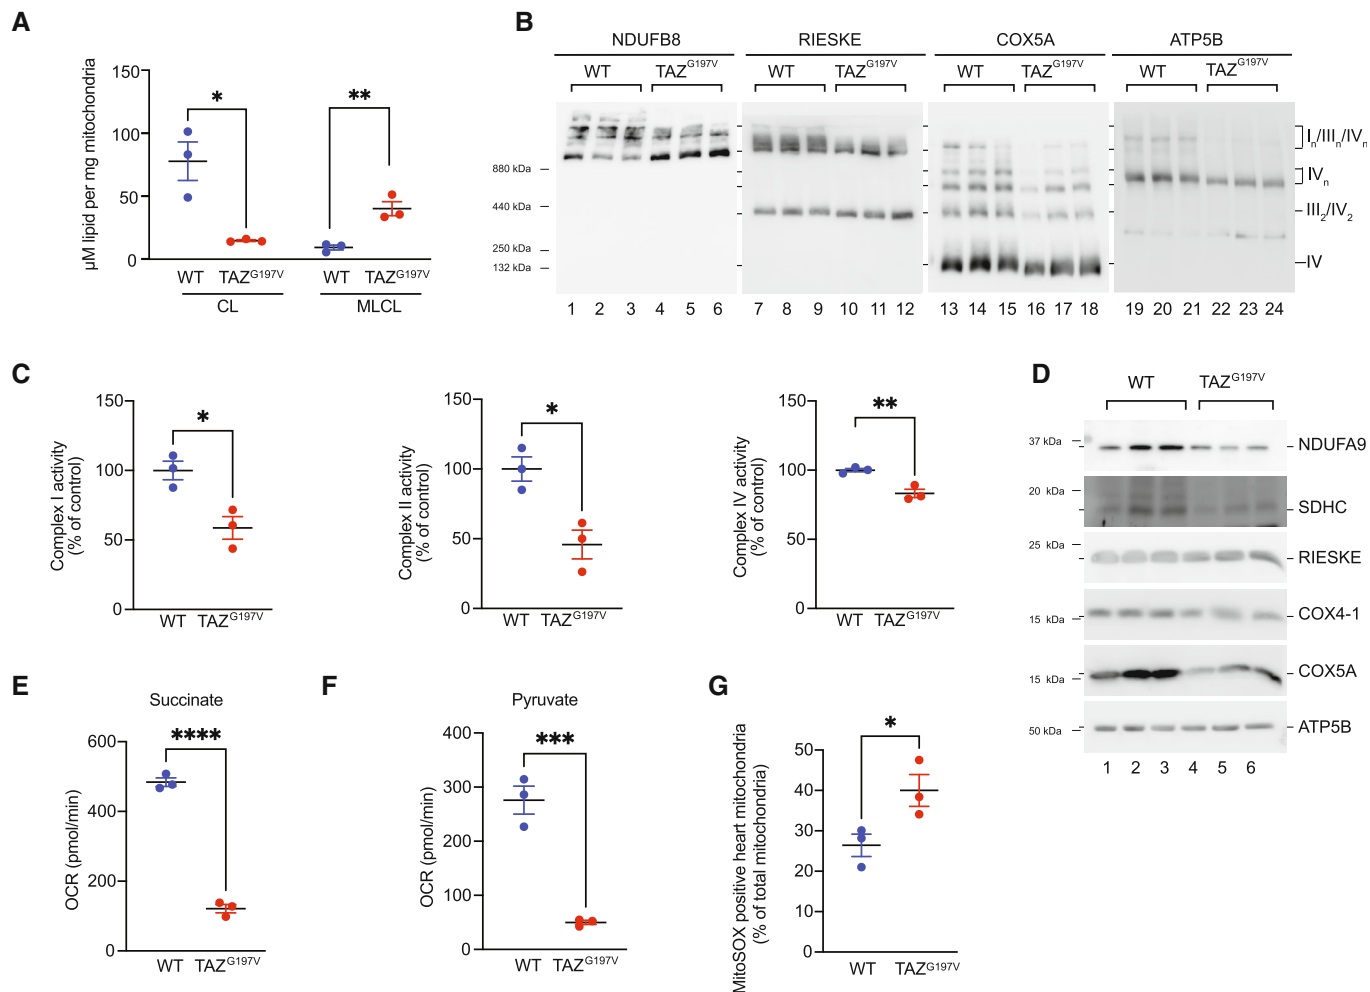 A
µM lipid per mg mitochondria
150
100
50
0
*
**
WT
TAZG197V
WT
TAZG197V
CL
MLCL
B
NDUFB8
RIESKE
COX5A
ATP5B
WT
TAZG197V
WT
TAZG197V
WT
TAZG197V
WT
TAZG197V
880 kDa
440 kDa
250 kDa
132 kDa
In/IIIn/IVn
IVn
III2/IV2
IV
1 2 3 4 5 6 7 8 9 10 11 12 13 14 15 16 17 18 19 20 21 22 23 24
C
Complex I activity
(% of control)
150
100
50
0
*
WT TAZG197V
Complex II activity
(% of control)
150
100
50
0
*
WT TAZG197V
Complex IV activity
(% of control)
150
100
50
0
**
WT TAZG197V
D
WT
TAZG197V
37 kDa
NDUFA9
20 kDa
SDHC
25 kDa
RIESKE
15 kDa
COX4-1
15 kDa
COX5A
50 kDa
ATP5B
1 2 3 4 5 6
E
Succinate
OCR (pmol/min)
600
400
200
0
****
WT TAZG197V
F
Pyruvate
OCR (pmol/min)
400
300
200
100
0
***
WT TAZG197V
G
MitoSOX positive heart mitochondria
(% of total mitochondria)
50
40
30
20
10
0
*
WT TAZG197V